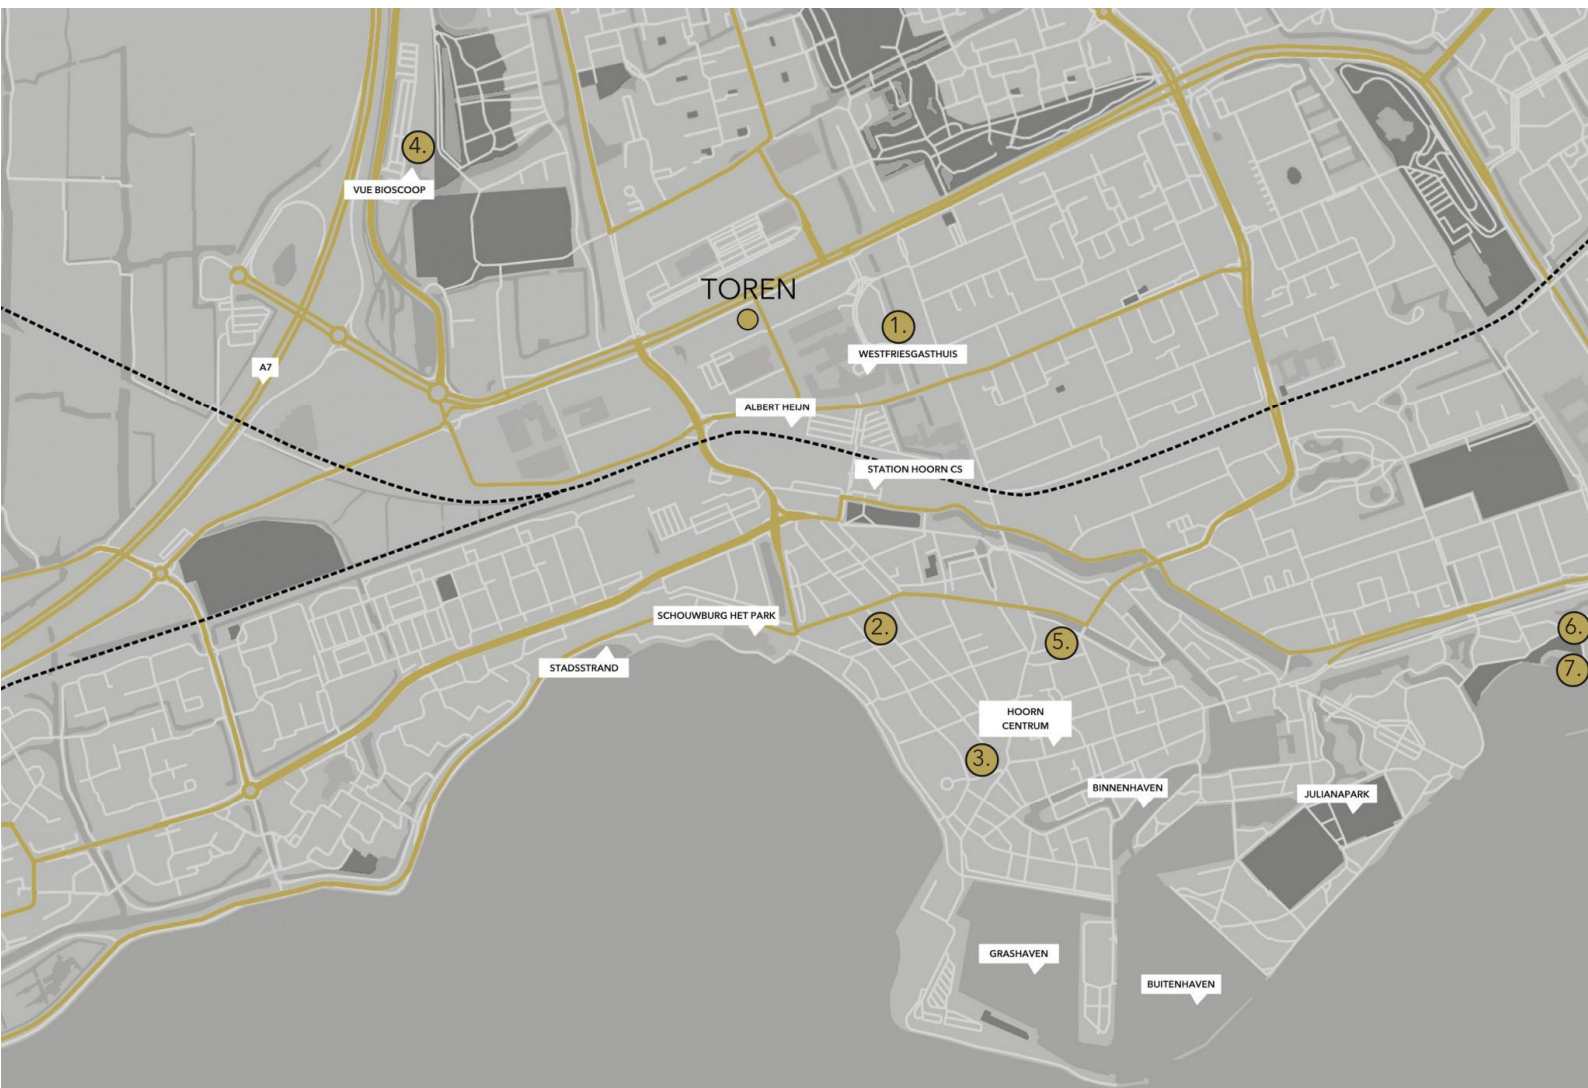 4.
VUE BIOSCOOP
TOREN
1.
WESTFRIESGASTHUIS
A7
ALBERT HEIJN
STATION HOORN CS
SCHOUWBURG HET PARK
2.
5.
6.
STADSSTRAND
7.
HOORN
CENTRUM
3.
BINNENHAVEN
JULIANAPARK
GRASHAVEN
BUITENHAVEN